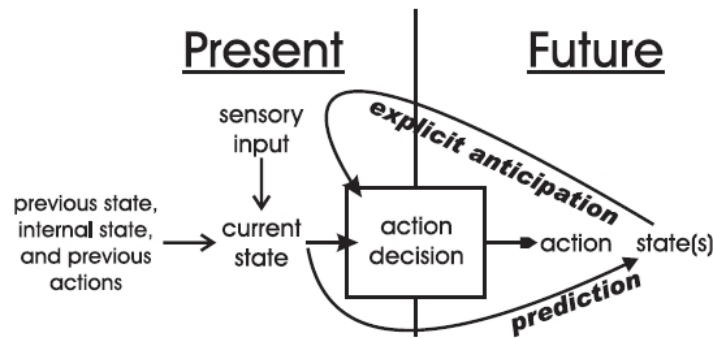 Present
Future
sensory
input
explicit anticipation
previous state,
internal state,
and previous
actions
current
state
action
decision
action
state(s)
prediction